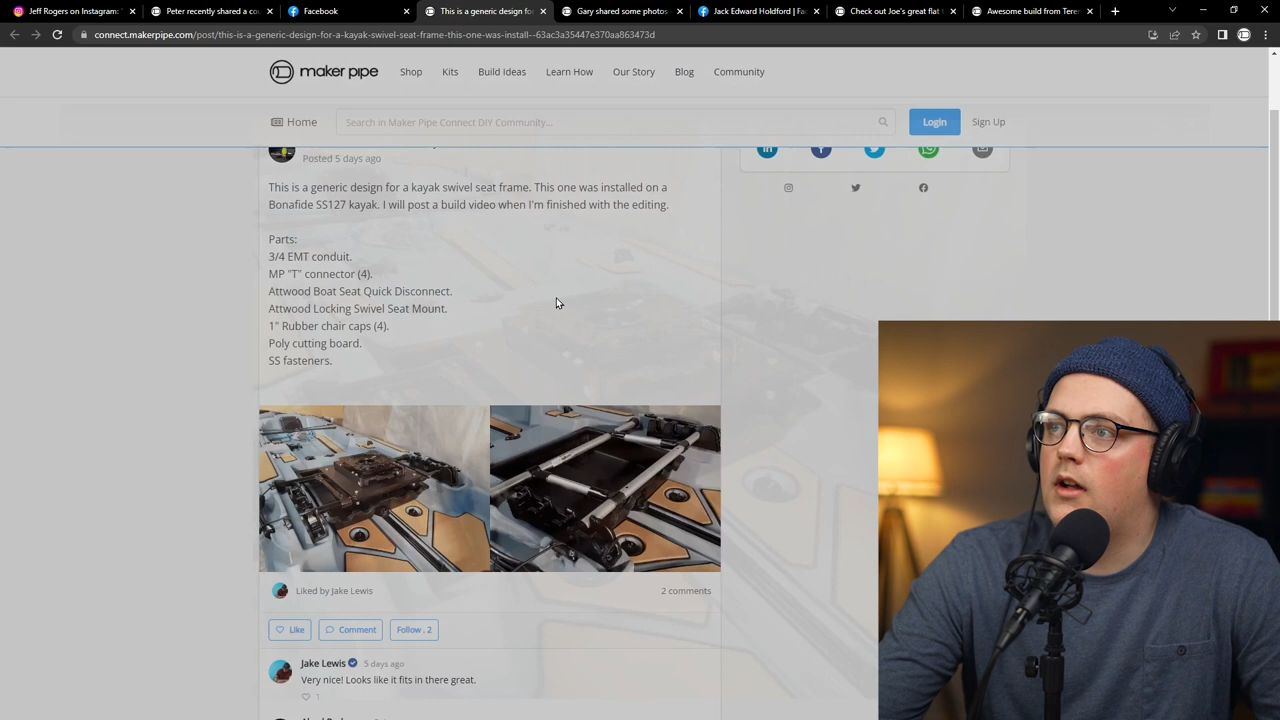 Jeff Rogers on Instagram:
Peter recently shared a co
Facebook
This is a generic design fo
Gary shared some photos
Jack Edward Holdford | Fa
Check out Joe's great flat
Awesome build from Teren
connect.makerpipe.com/post/this-is-a-generic-design-for-a-kayak-swivel-seat-frame-this-one-was-install--63ac3a35447e370aa863473d
maker pipe
Shop Kits Build Ideas Learn How Our Story Blog Community
Home
Search in Maker Pipe Connect DIY Community...
Login
Sign Up
Posted 5 days ago
This is a generic design for a kayak swivel seat frame. This one was installed on a
Bonafide SS127 kayak. I will post a build video when I'm finished with the editing.
Parts:
3/4 EMT conduit.
MP "T" connector (4).
Attwood Boat Seat Quick Disconnect.
Attwood Locking Swivel Seat Mount.
1" Rubber chair caps (4).
Poly cutting board.
SS fasteners.
Liked by Jake Lewis
2 comments
Like
Comment
Follow . 2
Jake Lewis 5 days ago
Very nice! Looks like it fits in there great.
1